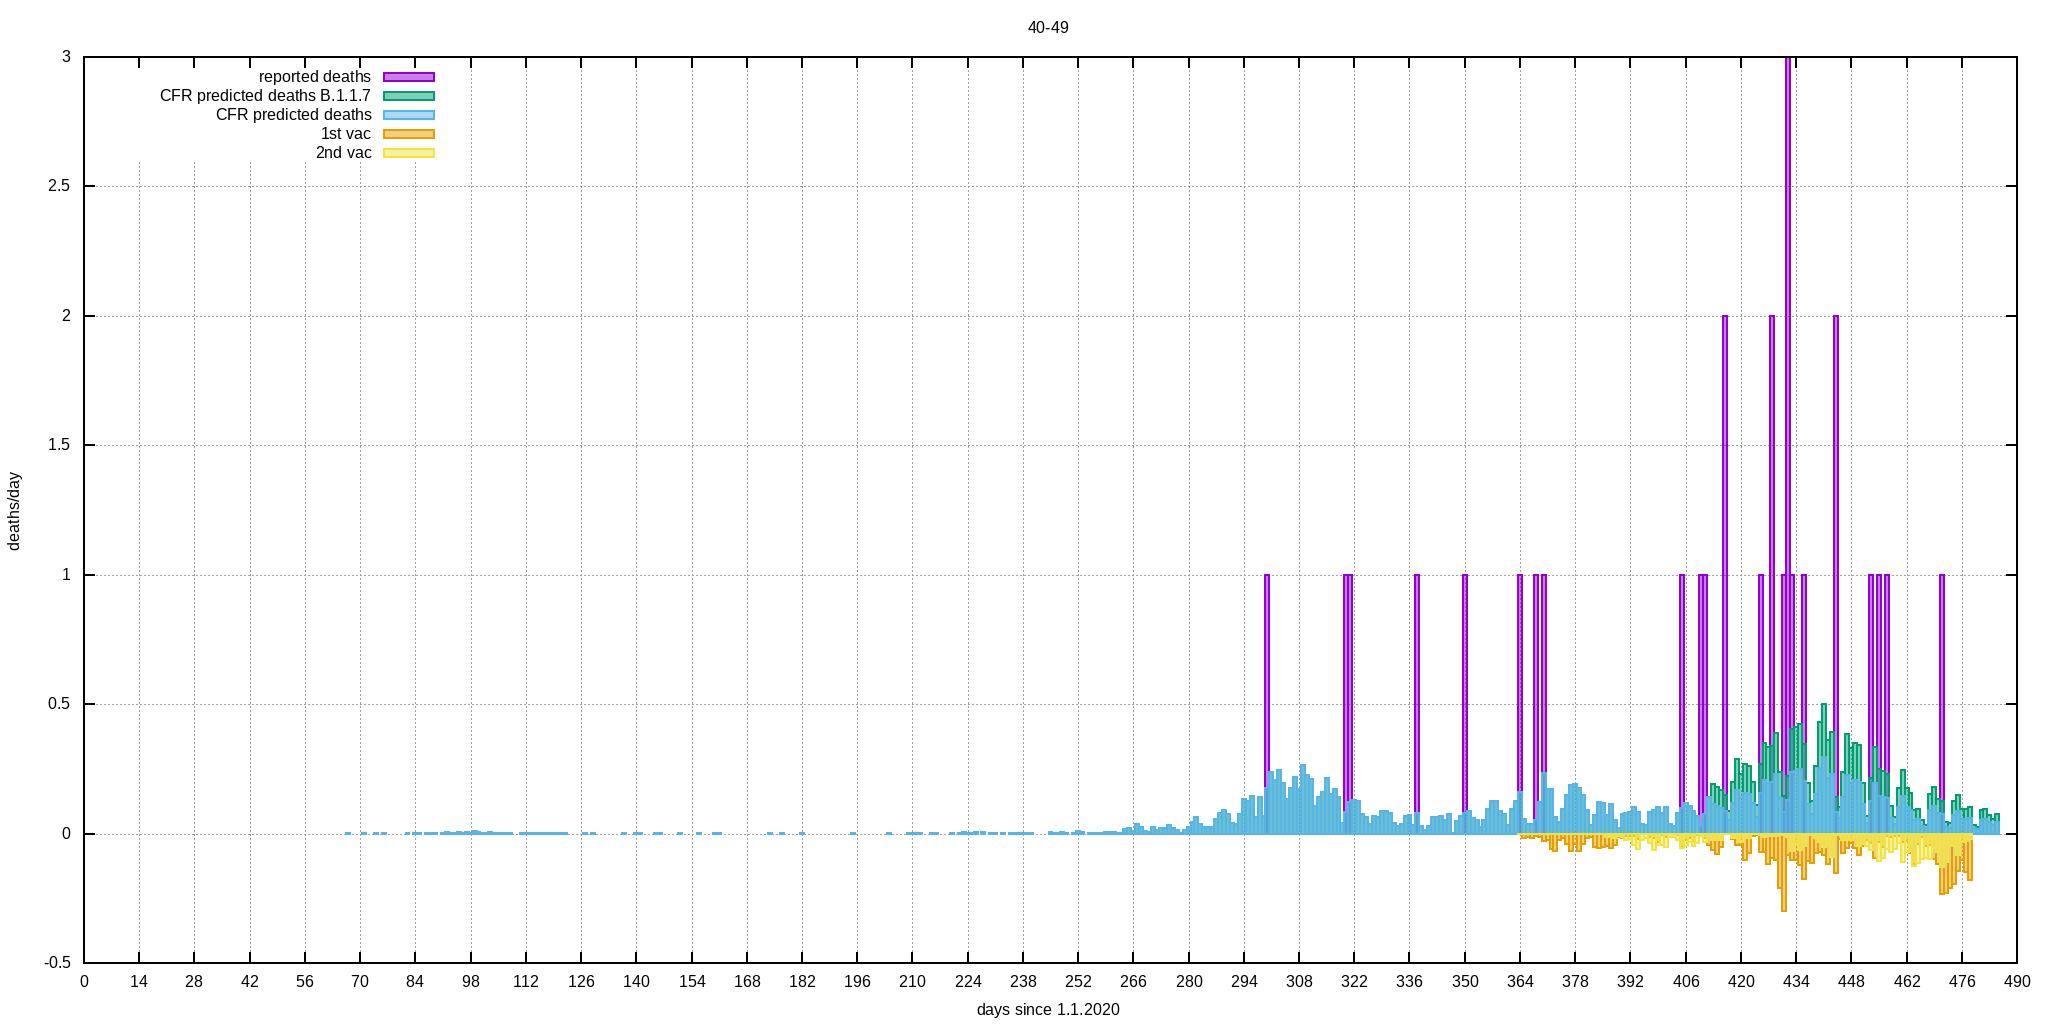 40-49
reported deaths
CFR predicted deaths B.1.1.7
CFR predicted deaths
1st vac
2nd vac
3
2.5
2
1.5
1
0.5
0
-0.5
deaths/day
0 14 28 42 56 70 84 98 112 126 140 154 168 182 196 210 224 238 252 266 280 294 308 322 336 350 364 378 392 406 420 434 448 462 476 490
days since 1.1.2020